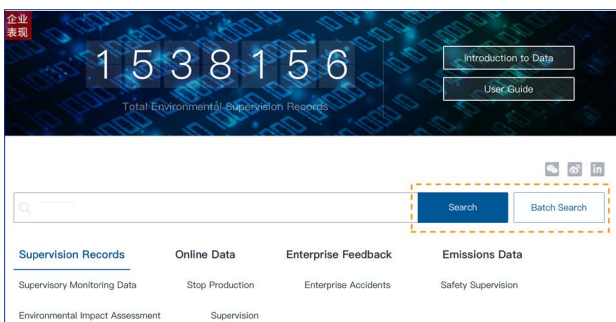 企业
表现
1538156
Total Environmental Supervision Records
Introduction to Data
User Guide
in
Search
Batch Search
Supervision Records
Online Data
Enterprise Feedback
Emissions Data
Supervisory Monitoring Data
Stop Production
Enterprise Accidents
Safety Supervision
Environmental Impact Assessment
Supervision